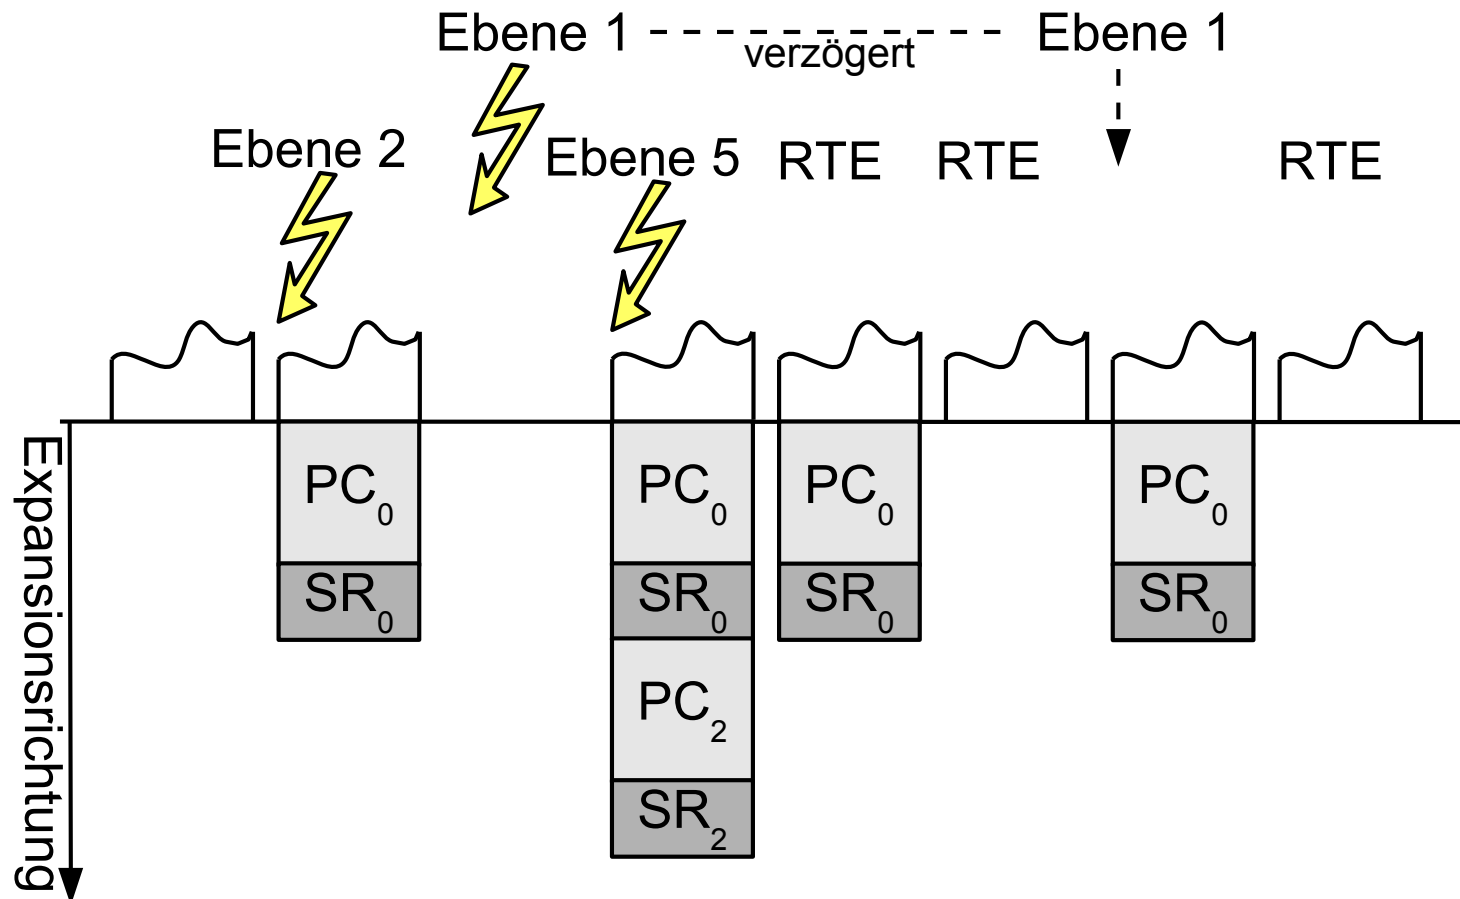 Ebene 1
verzögert
Ebene 1
Ebene 2
Ebene 5
RTE
RTE
RTE
Expansionsrichtung
PC0
SR0
PC0
SR0
PC2
SR2
PC0
SR0
PC0
SR0